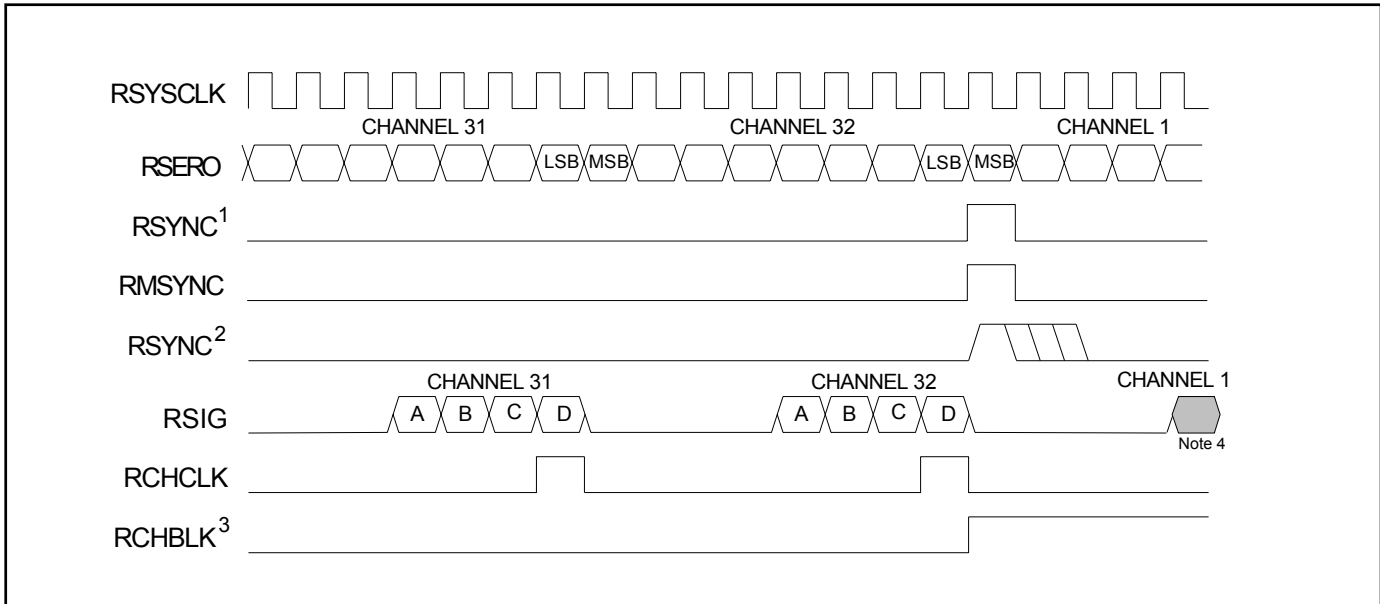 RSYSCLK
CHANNEL 31 CHANNEL 32 CHANNEL 1
RSERO LSB MSB LSB MSB
RSYNC1
RMSYNC
RSYNC2
CHANNEL 31 CHANNEL 32 CHANNEL 1
RSIG A B C D A B C D
Note 4
RCHCLK
RCHBLK3